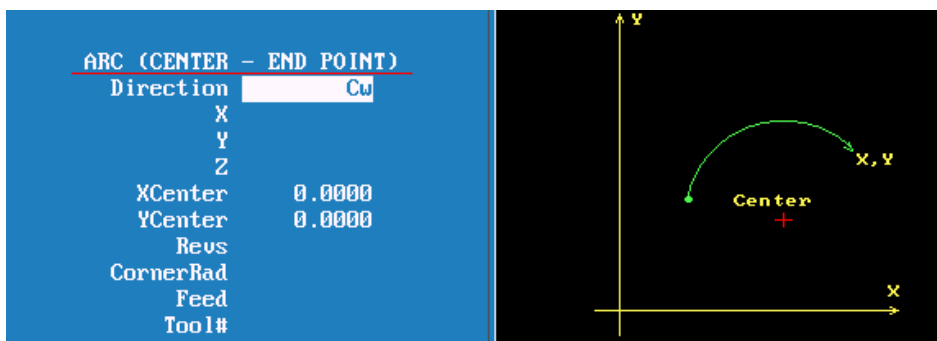 ARC (CENTER - END POINT)
Direction Cw
X
Y
Z
XCenter 0.0000
YCenter 0.0000
Revs
CornerRad
Feed
Tool#
Y
X,Y
Center
X